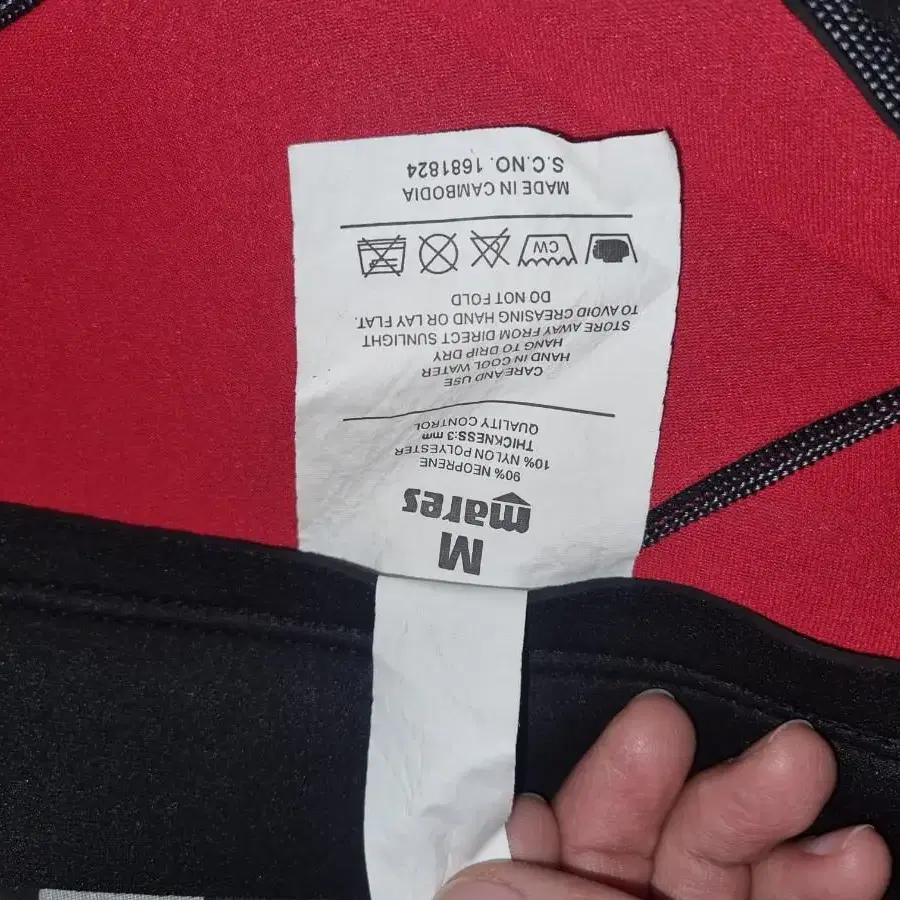 mares
M
90% NEOPRENE
10% NYLON POLYESTER
THICKNESS:3 mm
QUALITY CONTROL
CARE AND USE
HAND IN COOL WATER
HANG TO DRIP DRY
STORE AWAY FROM DIRECT SUNLIGHT
TO AVOID CREASING HAND OR LAY FLAT.
DO NOT FOLD
CW
MADE IN CAMBODIA
S.C.NO. 1681824